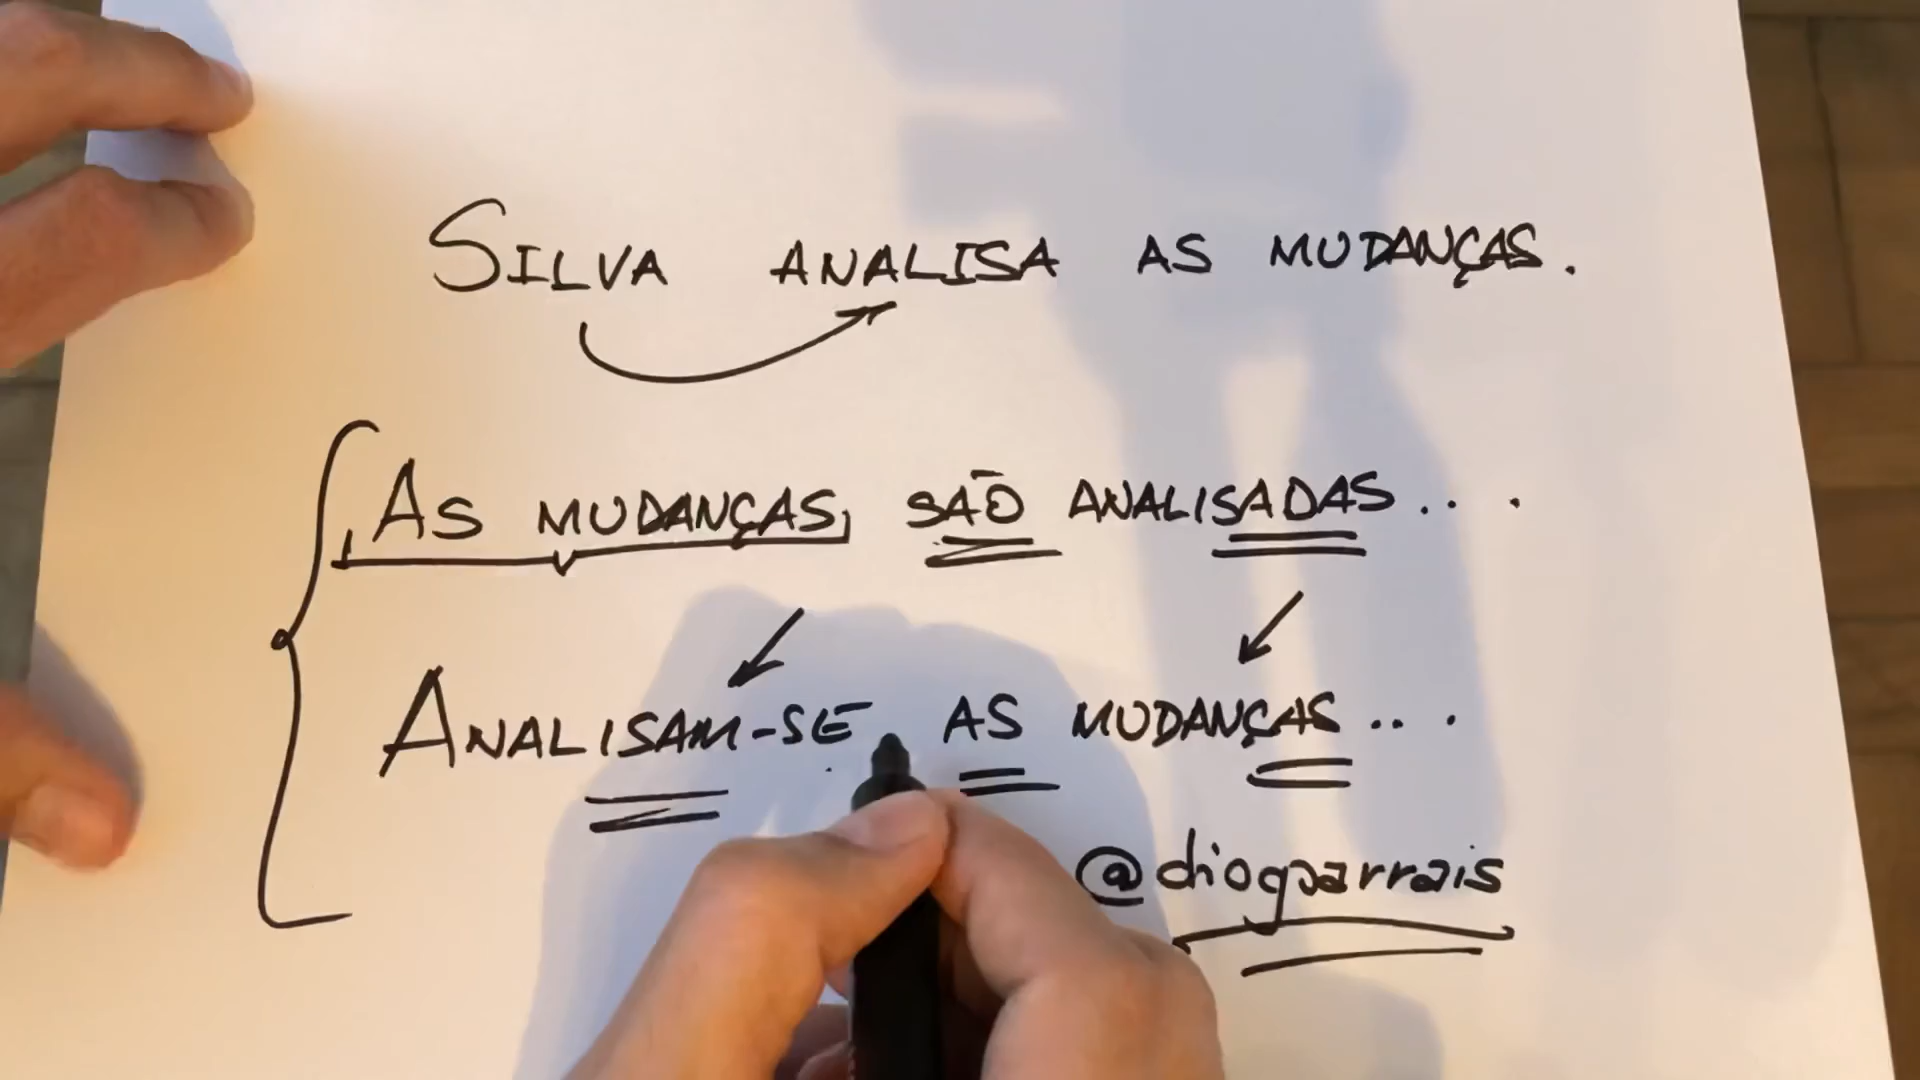 SILVA ANALISA AS MUDANÇAS.
AS MUDANÇAS SÃO ANALISADAS...
ANALISAM-SE AS MUDANÇAS...
@diogoarrais